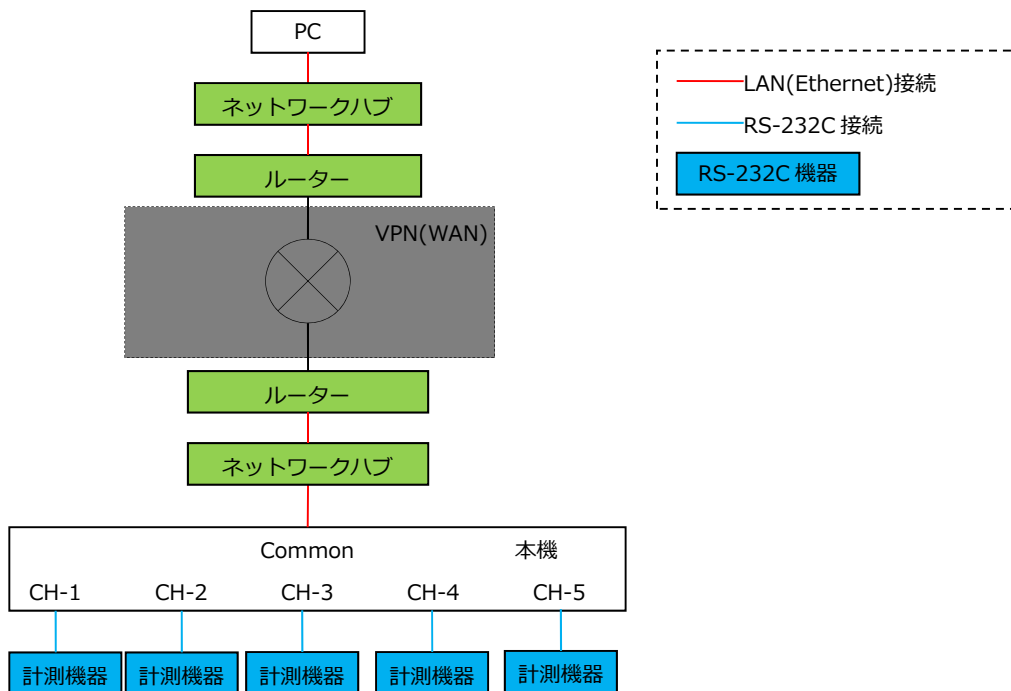 PC
ネットワークハブ
ルーター
VPN(WAN)
ルーター
ネットワークハブ
Common 本機
CH-1 CH-2 CH-3 CH-4 CH-5
計測機器 計測機器 計測機器 計測機器 計測機器
LAN(Ethernet)接続
RS-232C 接続
RS-232C 機器